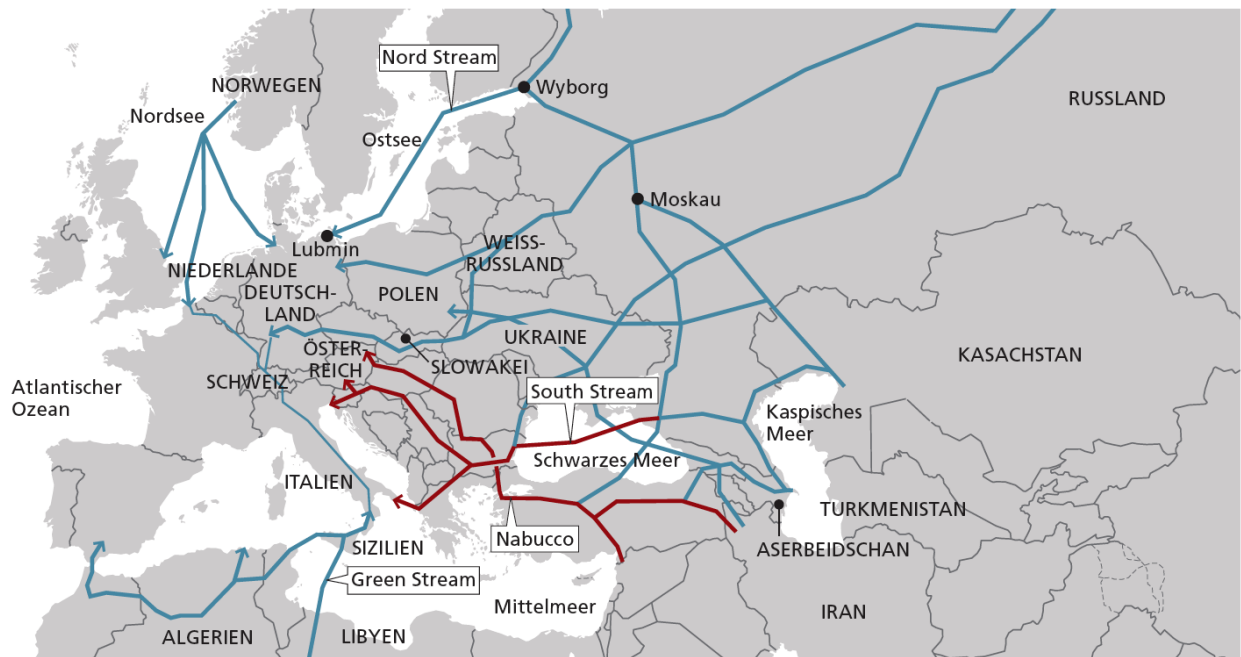 Nord Stream
NORWEGEN
Wyborg
RUSSLAND
Nordsee
Ostsee
Moskau
Lubmin
WEISS-
RUSSLAND
NIEDERLANDE
DEUTSCH-
LAND
POLEN
UKRAINE
ÖSTER-
REICH
SLOWAKEI
KASACHSTAN
SCHWEIZ
Atlantischer
Ozean
South Stream
Kaspisches
Meer
Schwarzes Meer
ITALIEN
TURKMENISTAN
Nabucco
SIZILIEN
ASERBEIDSCHAN
Green Stream
Mittelmeer
IRAN
ALGERIEN
LIBYEN